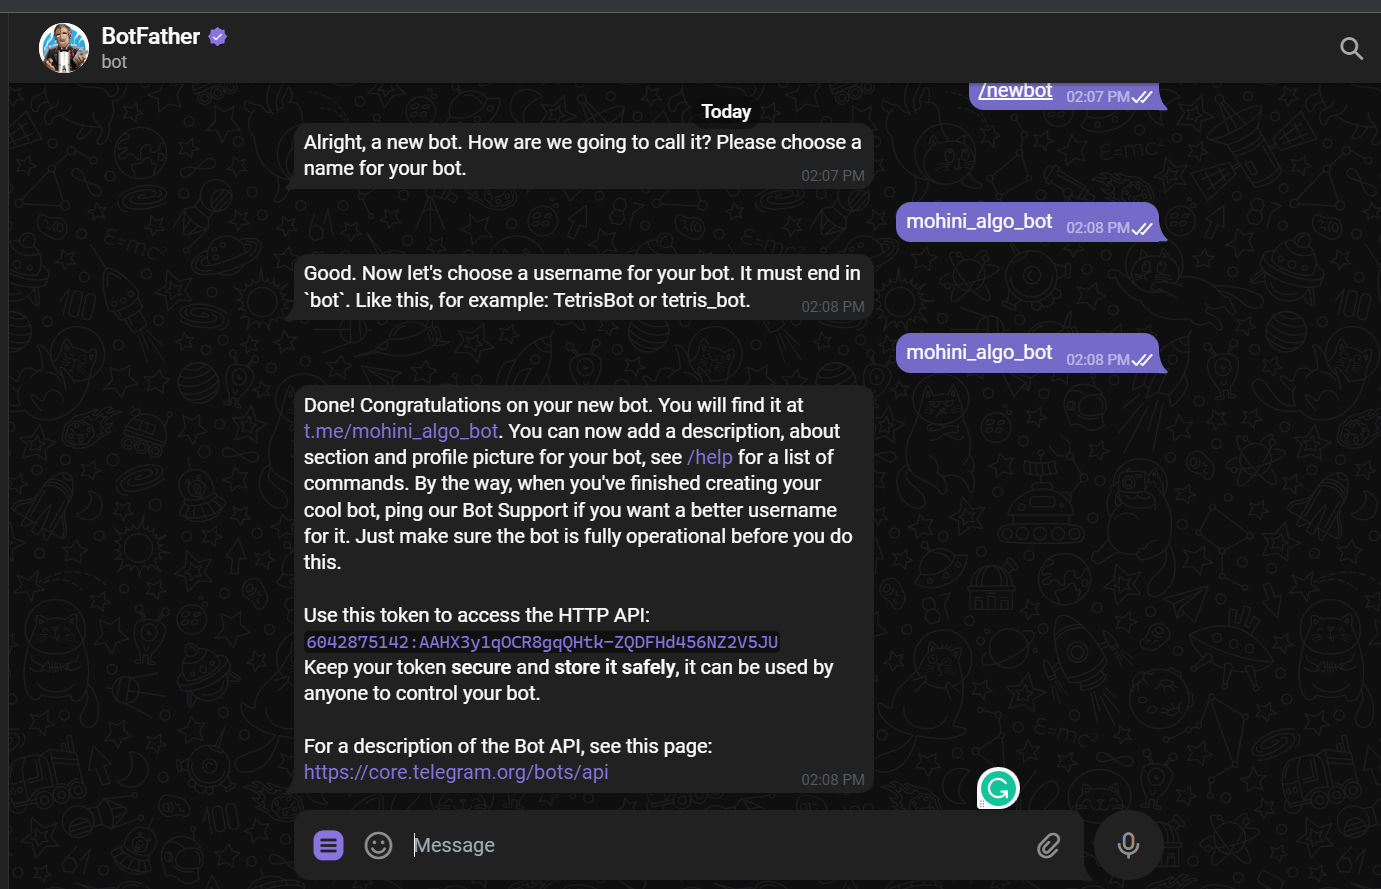 BotFather
bot
/newbot 02:07 PM
Today
Alright, a new bot. How are we going to call it? Please choose a
name for your bot. 02:07 PM
mohini_algo_bot 02:08 PM
Good. Now let's choose a username for your bot. It must end in
`bot`. Like this, for example: TetrisBot or tetris_bot. 02:08 PM
mohini_algo_bot 02:08 PM
Done! Congratulations on your new bot. You will find it at
t.me/mohini_algo_bot. You can now add a description, about
section and profile picture for your bot, see /help for a list of
commands. By the way, when you've finished creating your
cool bot, ping our Bot Support if you want a better username
for it. Just make sure the bot is fully operational before you do
this.
Use this token to access the HTTP API:
6042875142:AAHX3y1qOCR8gqQHtk-ZQDFHd456NZ2V5JU
Keep your token secure and store it safely, it can be used by
anyone to control your bot.
For a description of the Bot API, see this page:
https://core.telegram.org/bots/api 02:08 PM
Message